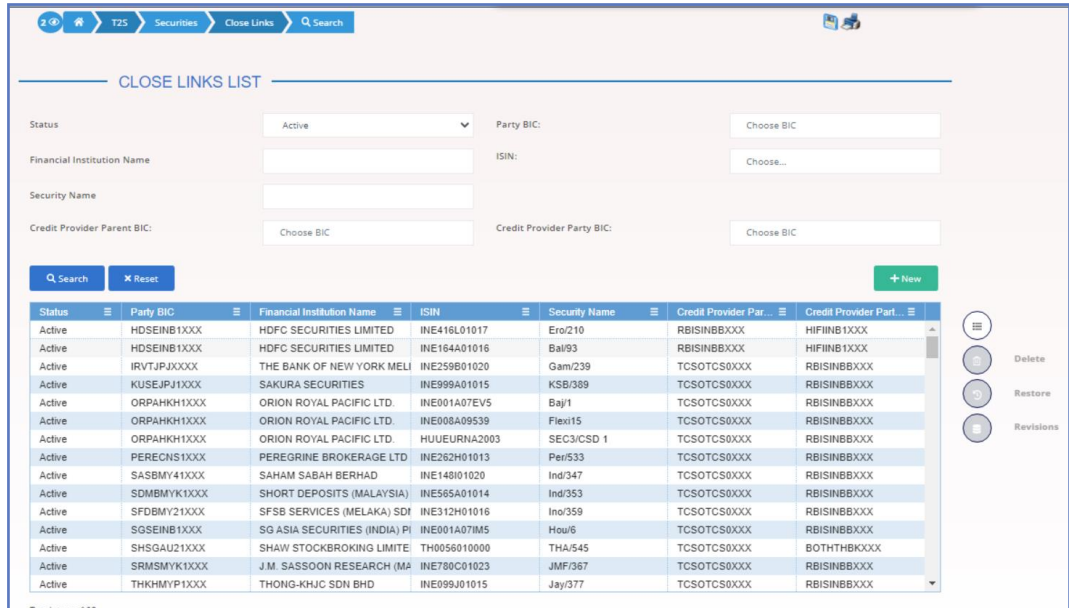 2 T2S Securities Close Links Search
CLOSE LINKS LIST
Status Active Party BIC: Choose BIC
Financial Institution Name ISIN: Choose...
Security Name
Credit Provider Parent BIC: Choose BIC Credit Provider Party BIC: Choose BIC
Search Reset New
Status Party BIC Financial Institution Name ISIN Security Name Credit Provider Par... Credit Provider Part...
Active HDSEINB1XXX HDFC SECURITIES LIMITED INE416L01017 Ero/210 RBISINBBXXX HIFIINB1XXX
Active HDSEINB1XXX HDFC SECURITIES LIMITED INE164A01016 Bal/93 RBISINBBXXX HIFIINB1XXX
Active IRVTJPJXXXX THE BANK OF NEW YORK MELI INE259B01020 Gam/239 TCSOTCS0XXX RBISINBBXXX
Active KUSEJPJ1XXX SAKURA SECURITIES INE999A01015 KSB/389 TCSOTCS0XXX RBISINBBXXX
Active ORPAHKH1XXX ORION ROYAL PACIFIC LTD. INE001A07EV5 Baj/1 TCSOTCS0XXX RBISINBBXXX
Active ORPAHKH1XXX ORION ROYAL PACIFIC LTD. INE008A09539 Flexi15 TCSOTCS0XXX RBISINBBXXX
Active ORPAHKH1XXX ORION ROYAL PACIFIC LTD. HUUEURNA2003 SEC3/CSD 1 TCSOTCS0XXX RBISINBBXXX
Active PERECNS1XXX PEREGRINE BROKERAGE LTD INE262H01013 Per/533 TCSOTCS0XXX RBISINBBXXX
Active SASBMY41XXX SAHAM SABAH BERHAD INE148I01020 Ind/347 TCSOTCS0XXX RBISINBBXXX
Active SDMBMYK1XXX SHORT DEPOSITS (MALAYSIA) INE565A01014 Ind/353 TCSOTCS0XXX RBISINBBXXX
Active SFDBMY21XXX SFSB SERVICES (MELAKA) SDN INE312H01016 Ino/359 TCSOTCS0XXX RBISINBBXXX
Active SGSEINB1XXX SG ASIA SECURITIES (INDIA) PI INE001A07IM5 Hou/6 TCSOTCS0XXX RBISINBBXXX
Active SHSGAU21XXX SHAW STOCKBROKING LIMITE TH0056010000 THA/545 TCSOTCS0XXX BOTHTHBKXXX
Active SRMSMYK1XXX J.M. SASSOON RESEARCH (MA INE780C01023 JMF/367 TCSOTCS0XXX RBISINBBXXX
Active THKHMYP1XXX THONG-KHJC SDN BHD INE099J01015 Jay/377 TCSOTCS0XXX RBISINBBXXX
Delete
Restore
Revisions